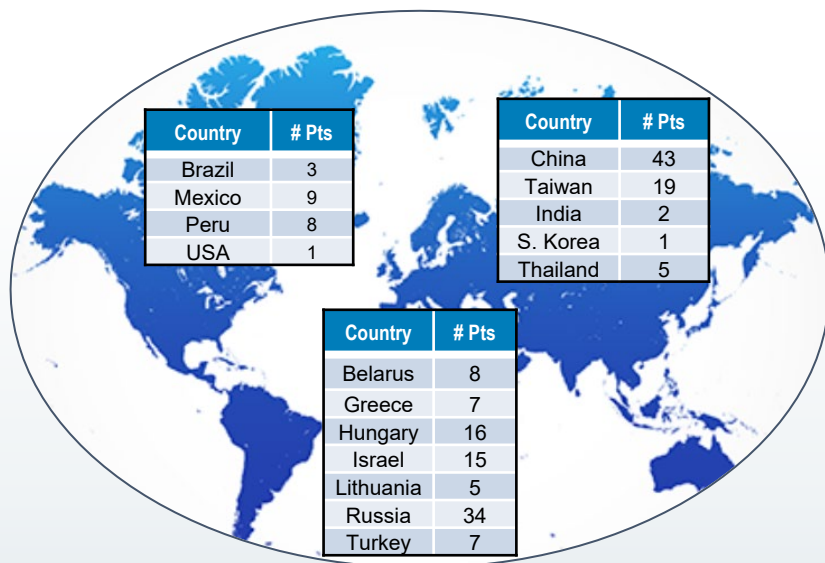 Country # Pts
Brazil 3
Mexico 9
Peru 8
USA 1
Country # Pts
China 43
Taiwan 19
India 2
S. Korea 1
Thailand 5
Country # Pts
Belarus 8
Greece 7
Hungary 16
Israel 15
Lithuania 5
Russia 34
Turkey 7